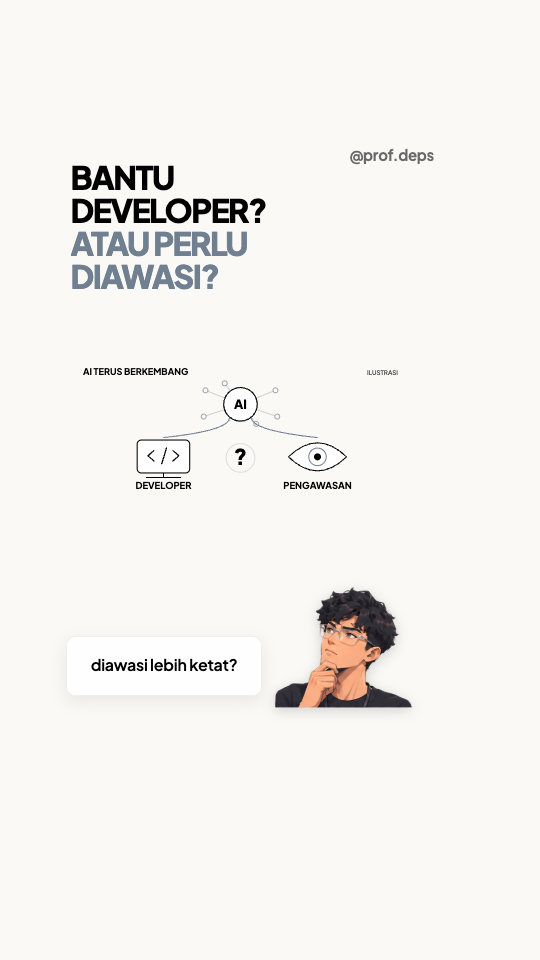 @prof.deps
BANTU
DEVELOPER?
ATAU PERLU
DIAWASI?
AI TERUS BERKEMBANG
ILUSTRASI
AI
</>
?
DEVELOPER
PENGAWASAN
diawasi lebih ketat?